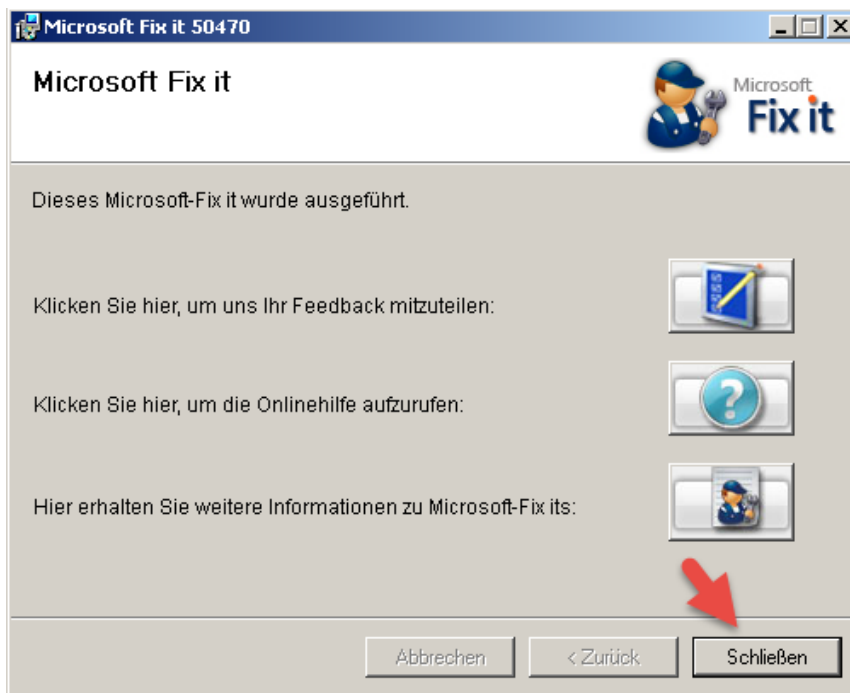 Microsoft Fix it 50470
Microsoft Fix it
Microsoft
Fix it
Dieses Microsoft-Fix it wurde ausgeführt.
Klicken Sie hier, um uns Ihr Feedback mitzuteilen:
Klicken Sie hier, um die Onlinehilfe aufzurufen:
?
Hier erhalten Sie weitere Informationen zu Microsoft-Fix its:
Abbrechen
< Zurück
Schließen